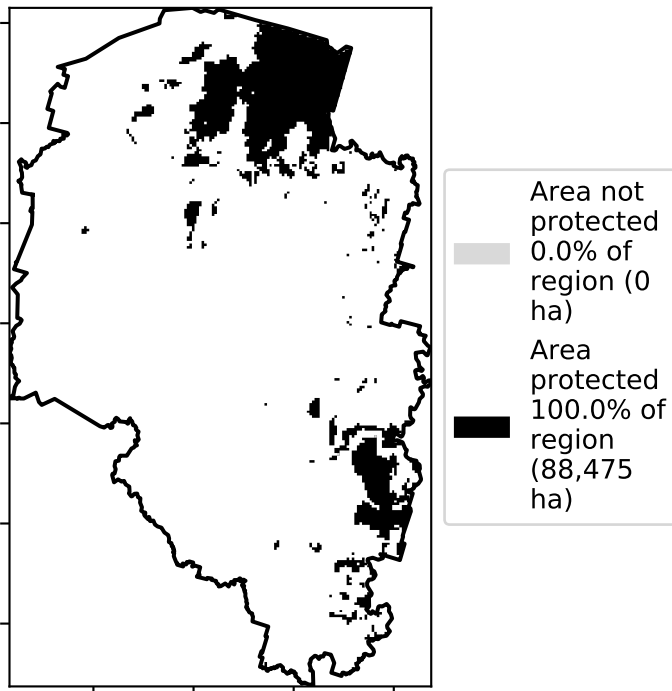 Area not
protected
0.0% of
region (0
ha)
Area
protected
100.0% of
region
(88,475
ha)